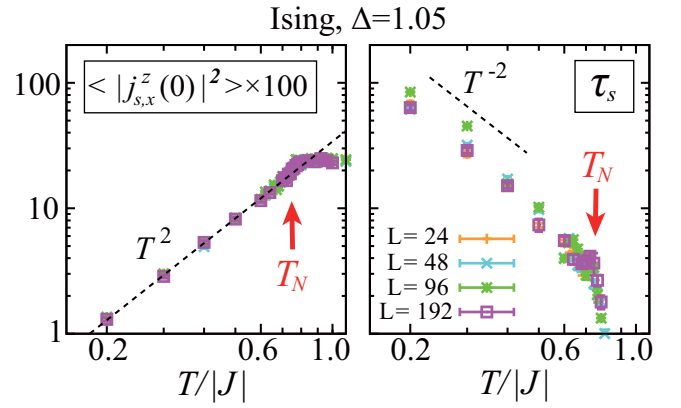 Ising, Δ=1.05
< |j^z_{s,x}(0)|² >×100
100
10
1
T²
T_N
0.2
0.6
1.0
T/|J|
T⁻²
τ_s
T_N
L= 24
L= 48
L= 96
L= 192
0.2
0.6
1.0
T/|J|